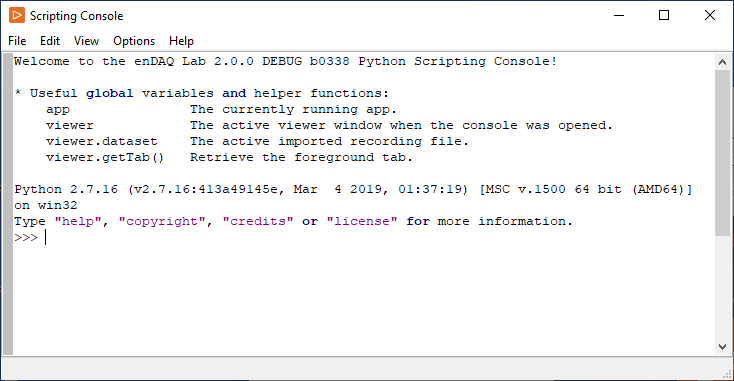 Scripting Console
File Edit View Options Help
Welcome to the enDAQ Lab 2.0.0 DEBUG b0338 Python Scripting Console!
* Useful global variables and helper functions:
app The currently running app.
viewer The active viewer window when the console was opened.
viewer.dataset The active imported recording file.
viewer.getTab() Retrieve the foreground tab.
Python 2.7.16 (v2.7.16:413a49145e, Mar  4 2019, 01:37:19) [MSC v.1500 64 bit (AMD64)]
on win32
Type "help", "copyright", "credits" or "license" for more information.
>>>